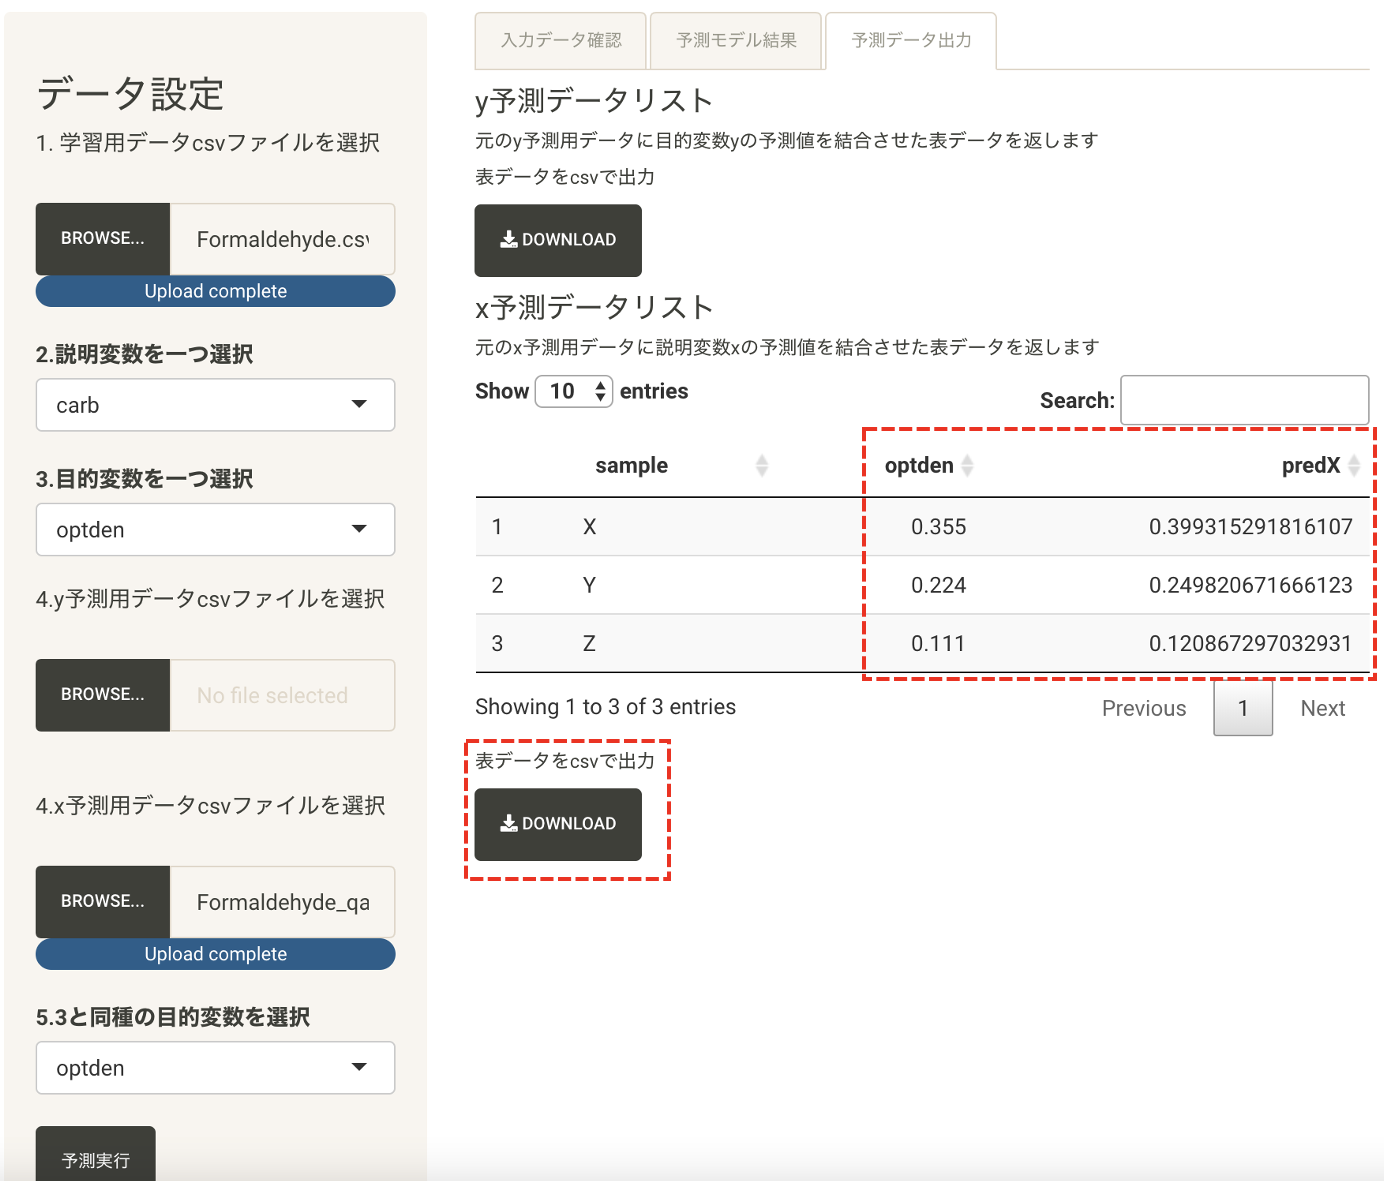 データ設定
1. 学習用データcsvファイルを選択
BROWSE...
Formaldehyde.csv
Upload complete
2.説明変数を一つ選択
carb
3.目的変数を一つ選択
optden
4.y予測用データcsvファイルを選択
BROWSE...
No file selected
4.x予測用データcsvファイルを選択
BROWSE...
Formaldehyde_qa
Upload complete
5.3と同種の目的変数を選択
optden
予測実行
入力データ確認 予測モデル結果 予測データ出力
y予測データリスト
元のy予測用データに目的変数yの予測値を結合させた表データを返します
表データをcsvで出力
DOWNLOAD
x予測データリスト
元のx予測用データに説明変数xの予測値を結合させた表データを返します
Show 10 entries
Search:
sample optden predX
1 X 0.355 0.399315291816107
2 Y 0.224 0.249820671666123
3 Z 0.111 0.120867297032931
Showing 1 to 3 of 3 entries
Previous 1 Next
表データをcsvで出力
DOWNLOAD